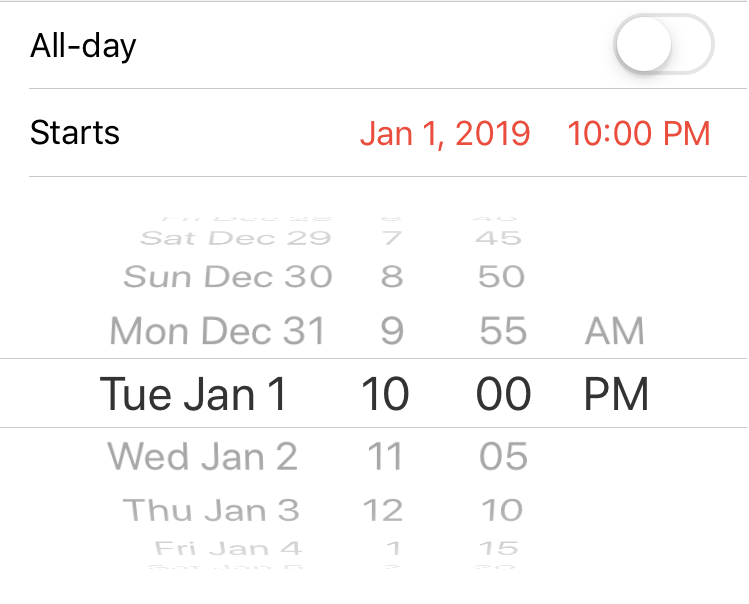 All-day
Starts Jan 1, 2019 10:00 PM
Sat Dec 29 7 45
Sun Dec 30 8 50
Mon Dec 31 9 55 AM
Tue Jan 1 10 00 PM
Wed Jan 2 11 05
Thu Jan 3 12 10
Fri Jan 4 1 15